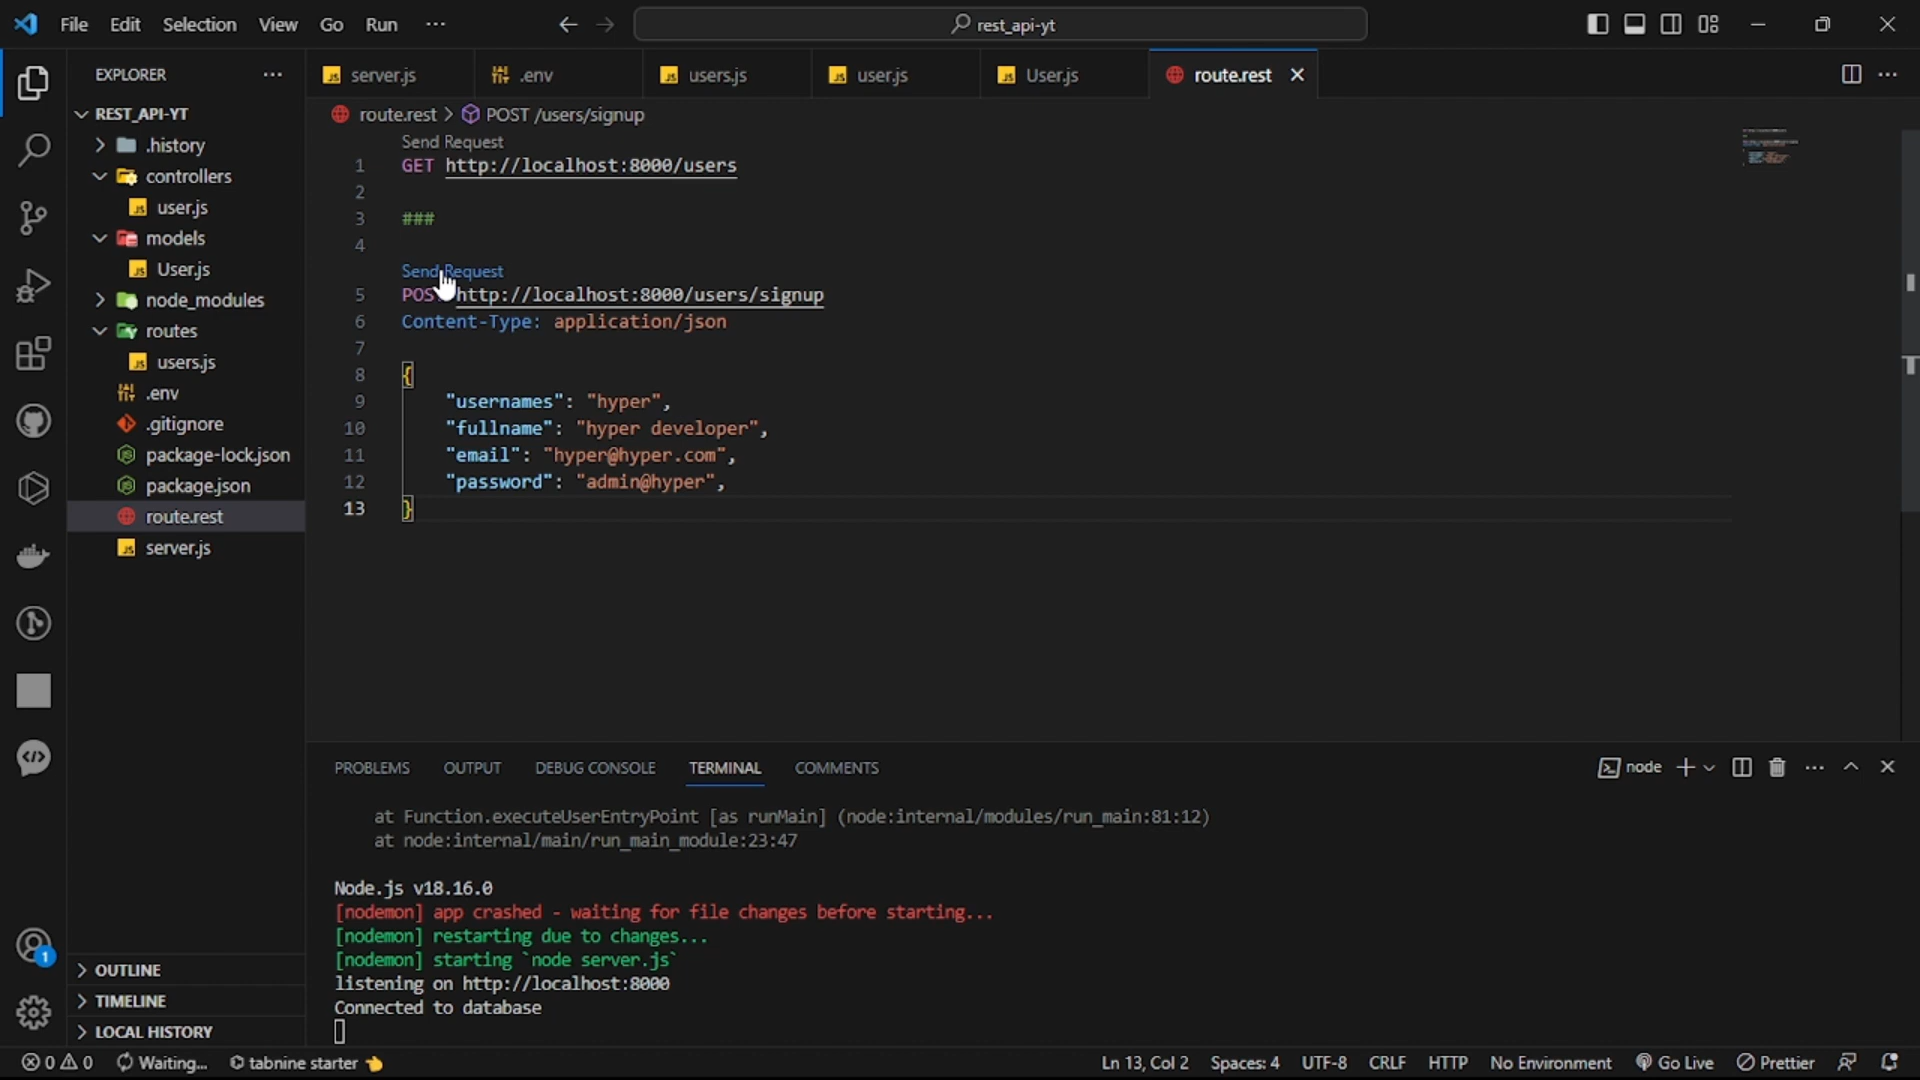 File Edit Selection View Go Run ··· rest_api-yt
EXPLORER ···
server.js .env users.js user.js User.js route.rest
REST_API-YT
.history
controllers
user.js
models
User.js
node_modules
routes
users.js
.env
.gitignore
package-lock.json
package.json
route.rest
server.js
OUTLINE
TIMELINE
LOCAL HISTORY
route.rest > POST /users/signup
Send Request
1 GET http://localhost:8000/users
2
3 ###
4
Send Request
5 POST http://localhost:8000/users/signup
6 Content-Type: application/json
7
8 {
9 "usernames": "hyper",
10 "fullname": "hyper developer",
11 "email": "hyper@hyper.com",
12 "password": "admin@hyper",
13 }
PROBLEMS OUTPUT DEBUG CONSOLE TERMINAL COMMENTS node
at Function.executeUserEntryPoint [as runMain] (node:internal/modules/run_main:81:12)
at node:internal/main/run_main_module:23:47
Node.js v18.16.0
[nodemon] app crashed - waiting for file changes before starting...
[nodemon] restarting due to changes...
[nodemon] starting `node server.js`
listening on http://localhost:8000
Connected to database
1
0 0 Waiting... tabnine starter Ln 13, Col 2 Spaces: 4 UTF-8 CRLF HTTP No Environment Go Live Prettier